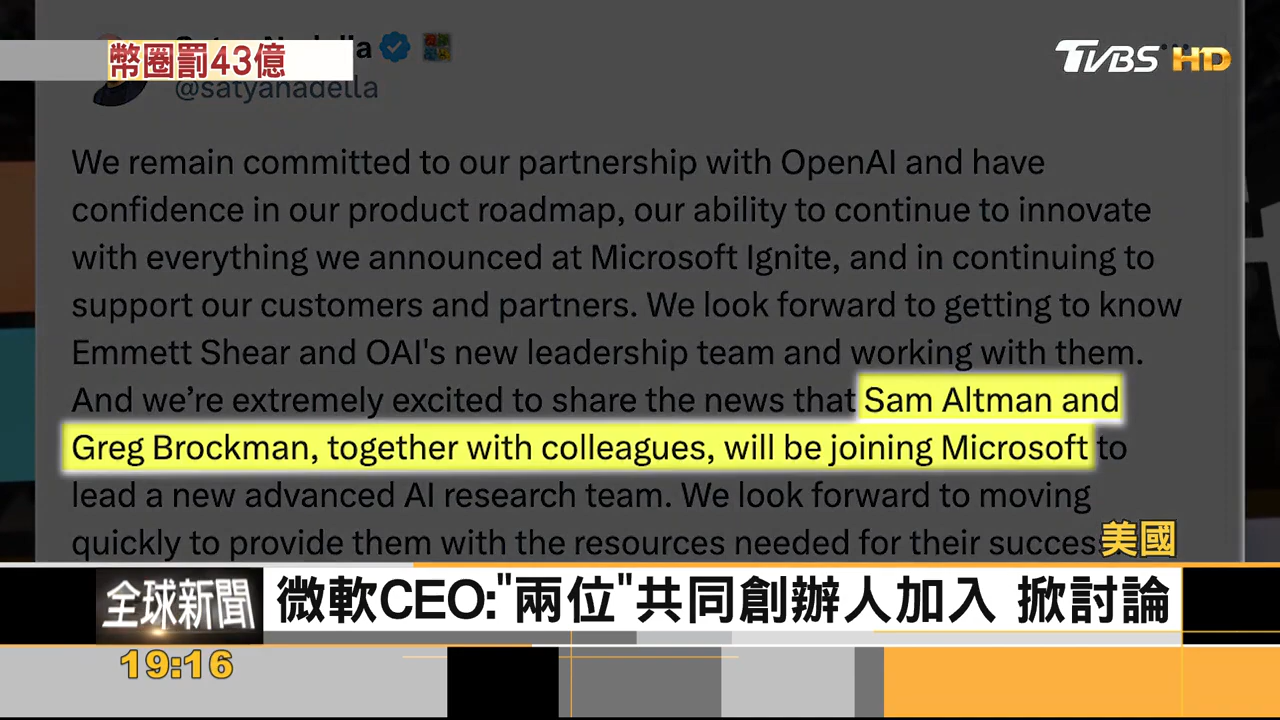 幣圈罰43億
TVBS HD
@satyanadella
We remain committed to our partnership with OpenAI and have
confidence in our product roadmap, our ability to continue to innovate
with everything we announced at Microsoft Ignite, and in continuing to
support our customers and partners. We look forward to getting to know
Emmett Shear and OAI's new leadership team and working with them.
And we’re extremely excited to share the news that Sam Altman and
Greg Brockman, together with colleagues, will be joining Microsoft to
lead a new advanced AI research team. We look forward to moving
quickly to provide them with the resources needed for their success
美國
全球新聞
微軟CEO:"兩位"共同創辦人加入 掀討論
19:16